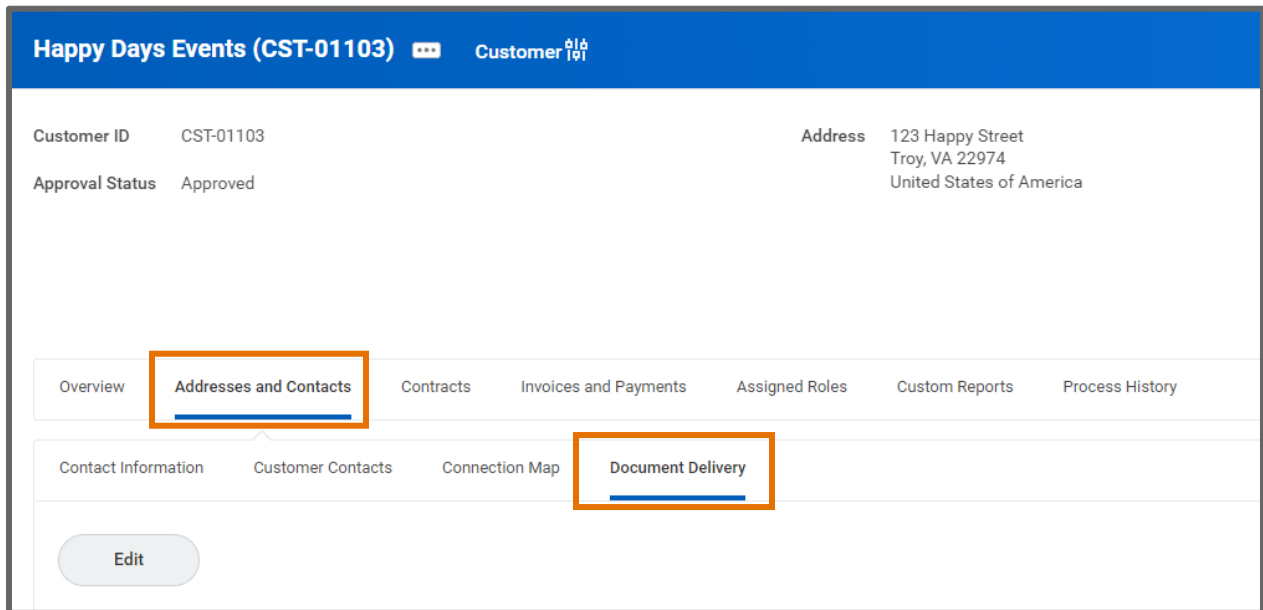 Happy Days Events (CST-01103) Customer
Customer ID CST-01103
Address 123 Happy Street
Troy, VA 22974
Approval Status Approved
United States of America
Overview Addresses and Contacts Contracts Invoices and Payments Assigned Roles Custom Reports Process History
Contact Information Customer Contacts Connection Map Document Delivery
Edit